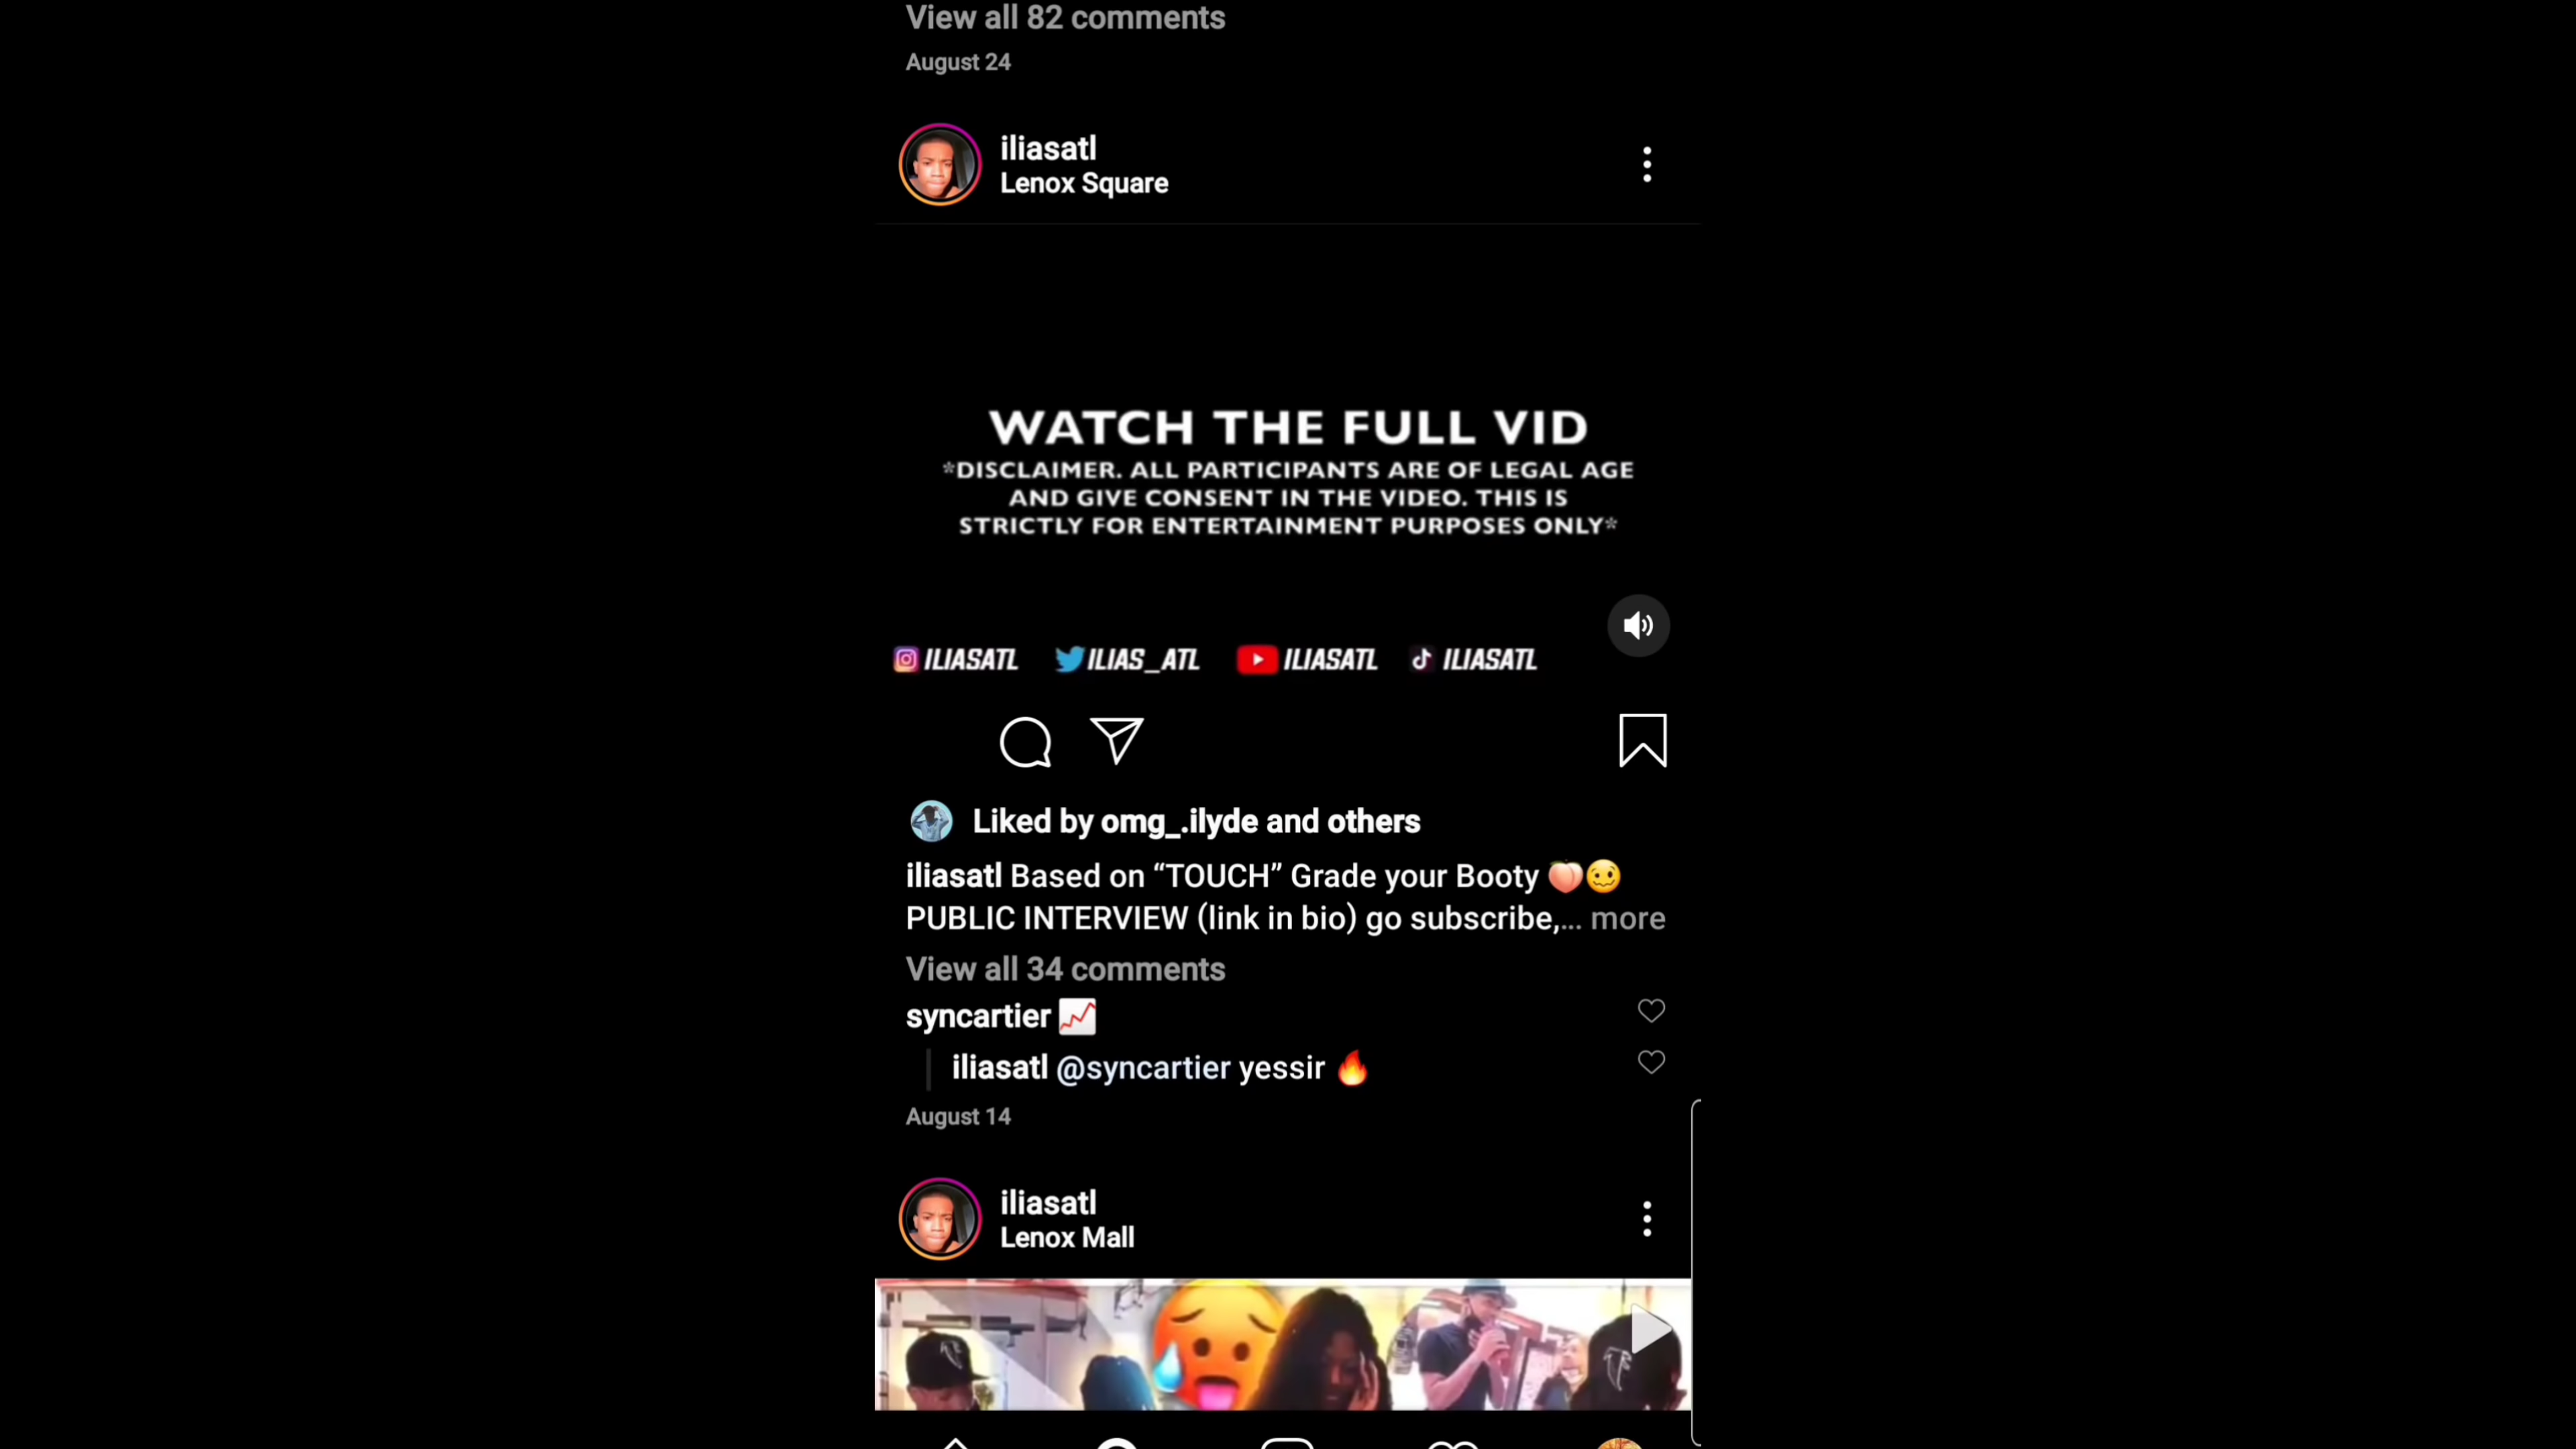 View all 82 comments
August 24
iliasatl
Lenox Square
WATCH THE FULL VID
*DISCLAIMER. ALL PARTICIPANTS ARE OF LEGAL AGE
AND GIVE CONSENT IN THE VIDEO. THIS IS
STRICTLY FOR ENTERTAINMENT PURPOSES ONLY*
ILIASATL ILIAS_ATL ILIASATL ILIASATL
Liked by omg_.ilyde and others
iliasatl Based on “TOUCH” Grade your Booty 🍑🥴
PUBLIC INTERVIEW (link in bio) go subscribe,... more
View all 34 comments
syncartier 📈
iliasatl @syncartier yessir 🔥
August 14
iliasatl
Lenox Mall